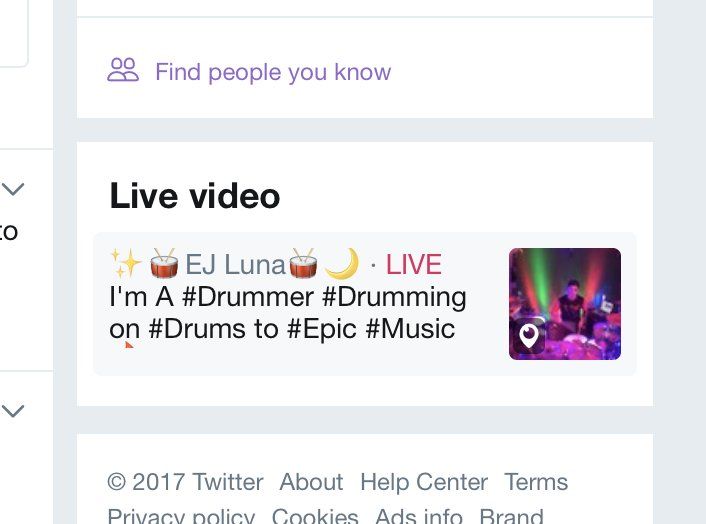 Find people you know
to
Live video
✨🥁EJ Luna🥁🌙 · LIVE
I'm A #Drummer #Drumming
on #Drums to #Epic #Music
© 2017 Twitter About Help Center Terms
Privacy policy Cookies Ads info Brand